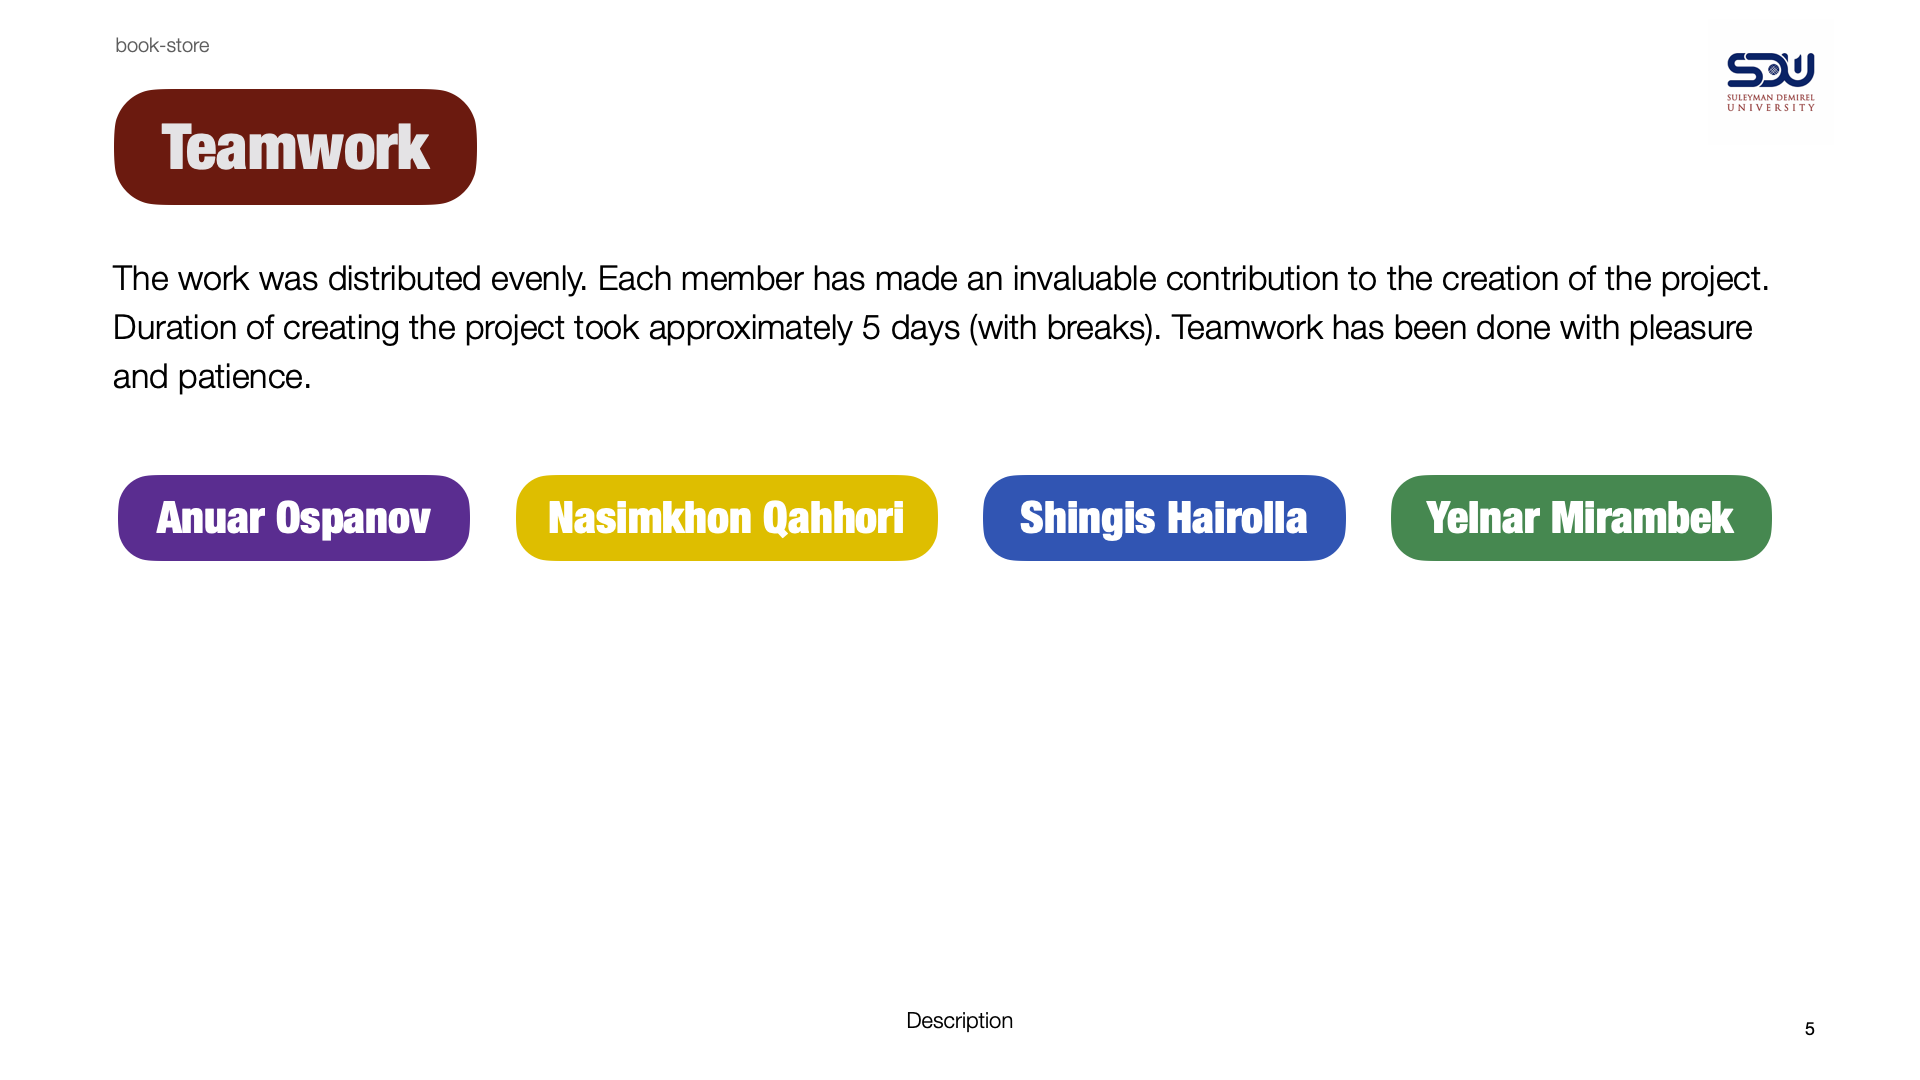 book-store
SDU
SULEYMAN DEMIREL
UNIVERSITY
Teamwork
The work was distributed evenly. Each member has made an invaluable contribution to the creation of the project.
Duration of creating the project took approximately 5 days (with breaks). Teamwork has been done with pleasure
and patience.
Anuar Ospanov
Nasimkhon Qahhori
Shingis Hairolla
Yelnar Mirambek
Description
5